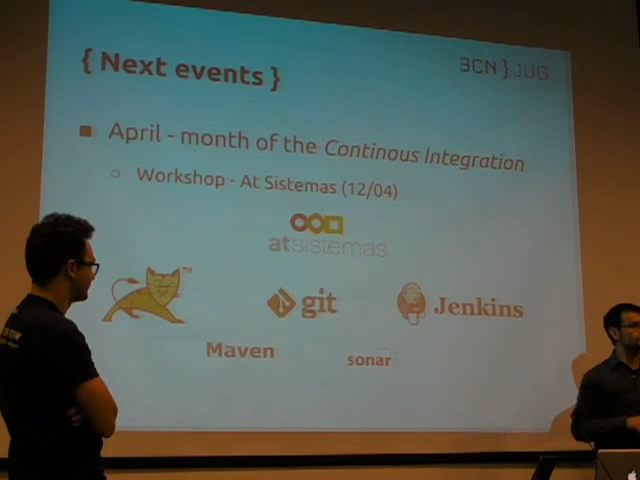 { Next events }
BCN } JUG
April - month of the Continous Integration
Workshop - At Sistemas (12/04)
atsistemas
TM
git
Jenkins
Maven
sonar